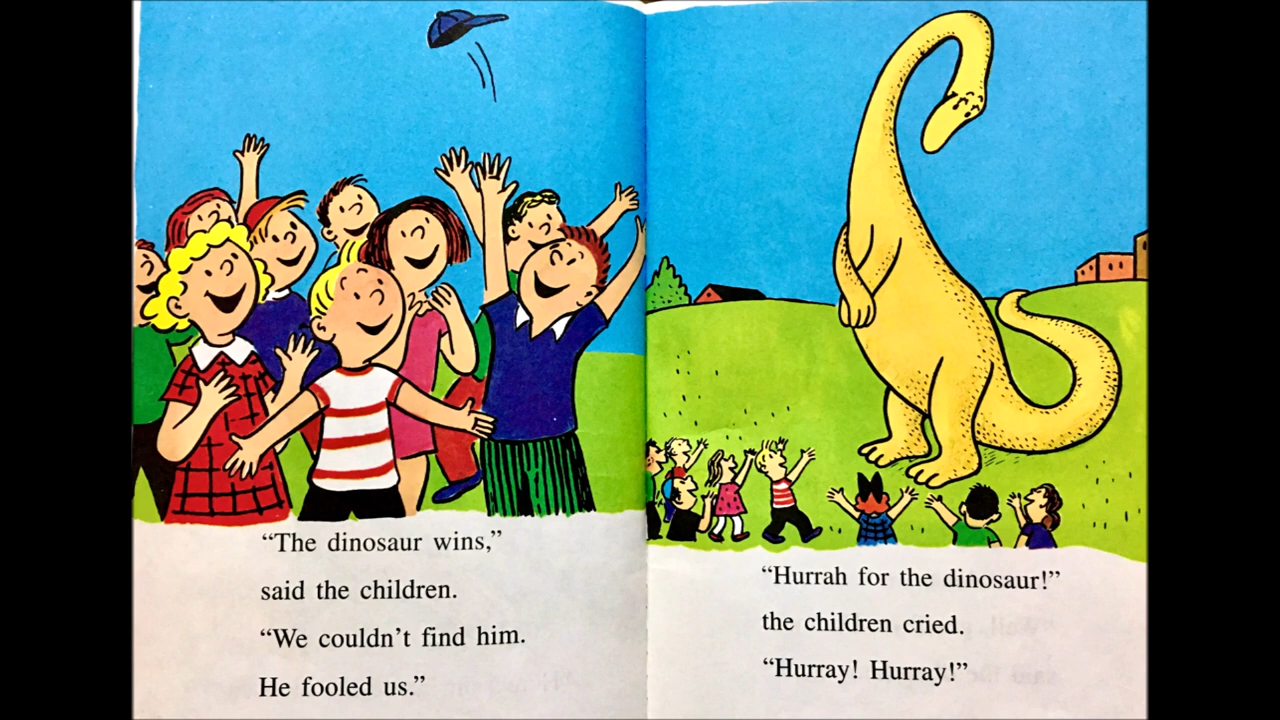 “The dinosaur wins,”
said the children.
“We couldn’t find him.
He fooled us.”
“Hurrah for the dinosaur!”
the children cried.
“Hurray! Hurray!”